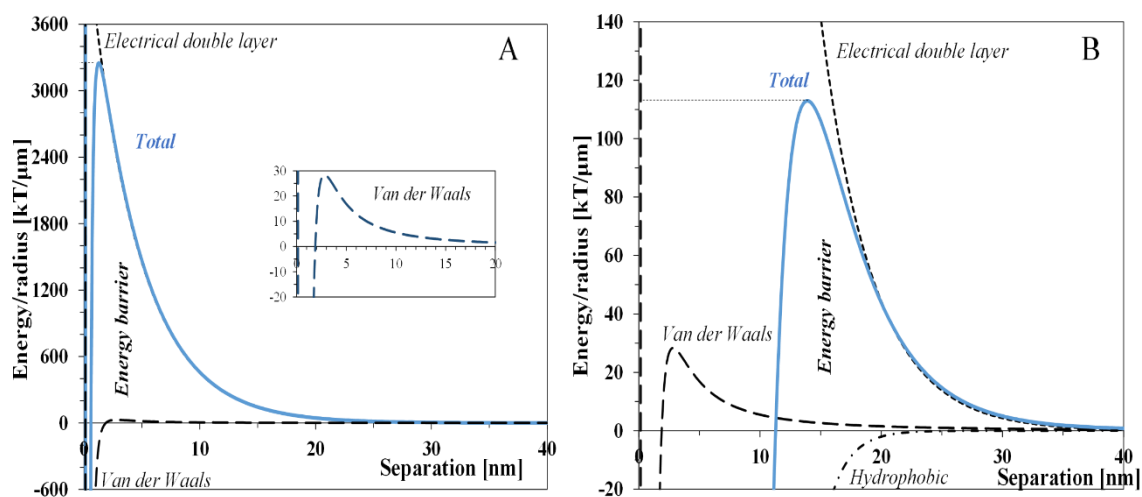 A
Electrical double layer
Total
Energy/radius [kT/μm]
3600
3000
2400
1800
1200
600
0
-600
Energy barrier
Van der Waals
30
20
10
0
-10
-20
0
5
10
15
20
Van der Waals
0
10
20
30
40
Separation [nm]
B
Electrical double layer
Total
Energy/radius [kT/μm]
140
120
100
80
60
40
20
0
-20
Van der Waals
Energy barrier
Hydrophobic
0
10
20
30
40
Separation [nm]